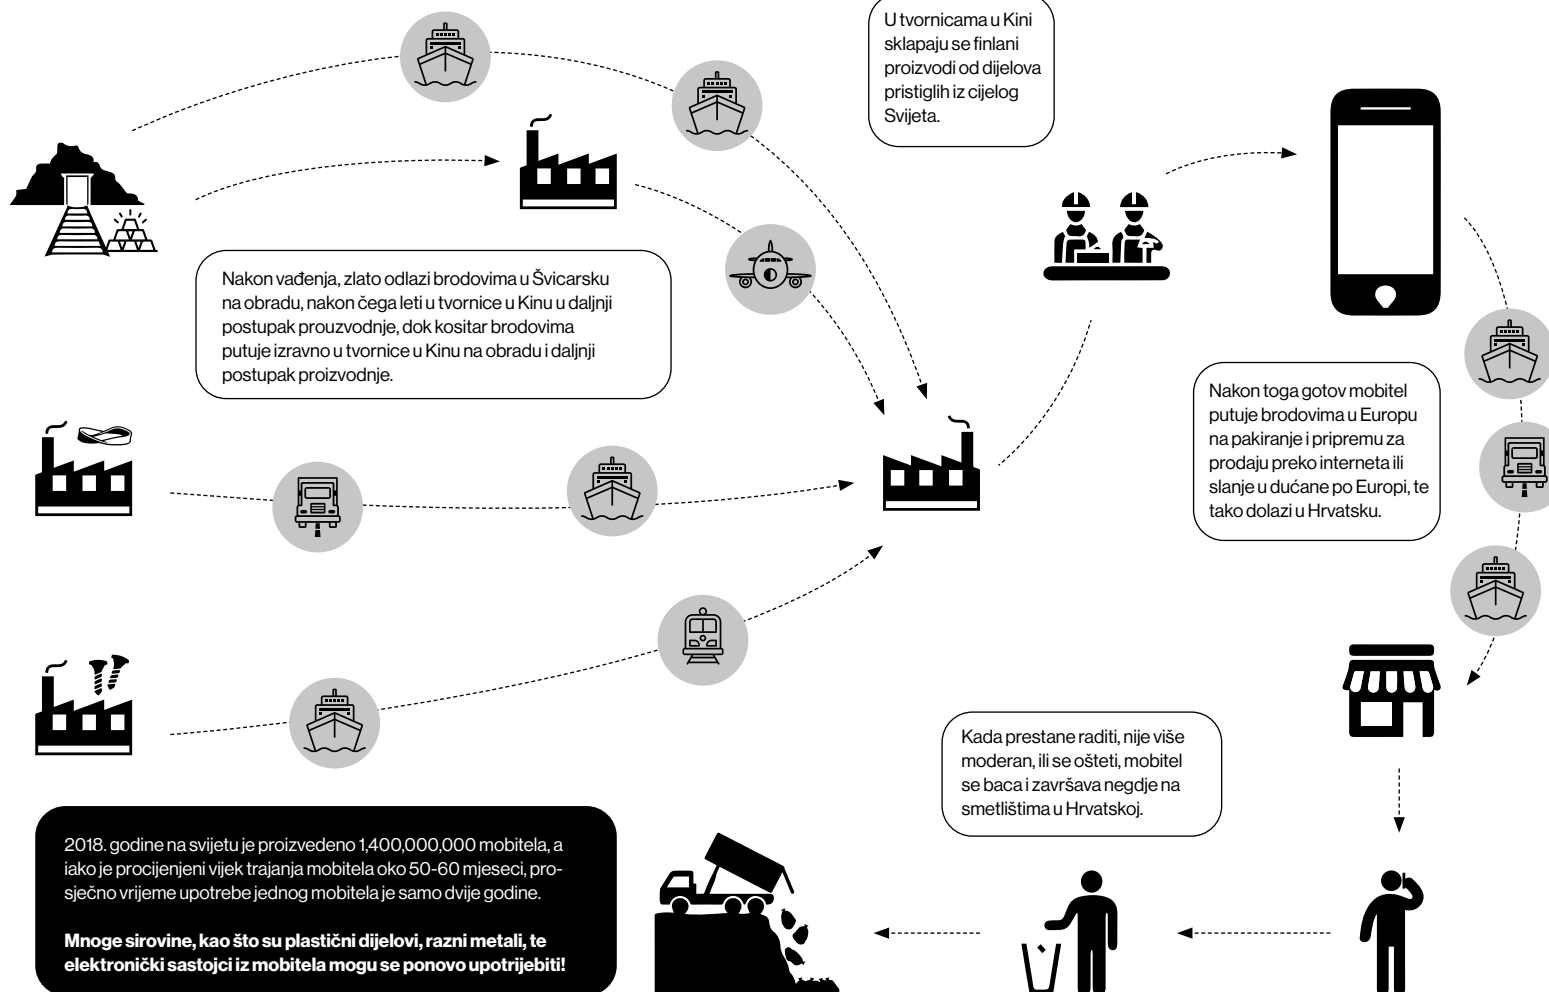 U tvornicama u Kini
sklapaju se finlani
proizvodi od dijelova
pristiglih iz cijelog
Svijeta.
Nakon vađenja, zlato odlazi brodovima u Švicarsku
na obradu, nakon čega leti u tvornice u Kinu u daljnji
postupak prouzvodnje, dok kositar brodovima
putuje izravno u tvornice u Kinu na obradu i daljnji
postupak proizvodnje.
Nakon toga gotov mobitel
putuje brodovima u Europu
na pakiranje i pripremu za
prodaju preko interneta ili
slanje u dućane po Europi, te
tako dolazi u Hrvatsku.
Kada prestane raditi, nije više
moderan, ili se ošteti, mobitel
se baca i završava negdje na
smetlištima u Hrvatskoj.
2018. godine na svijetu je proizvedeno 1,400,000,000 mobitela, a
iako je procijenjeni vijek trajanja mobitela oko 50-60 mjeseci, pro-
sječno vrijeme upotrebe jednog mobitela je samo dvije godine.
Mnoge sirovine, kao što su plastični dijelovi, razni metali, te
elektronički sastojci iz mobitela mogu se ponovo upotrijebiti!